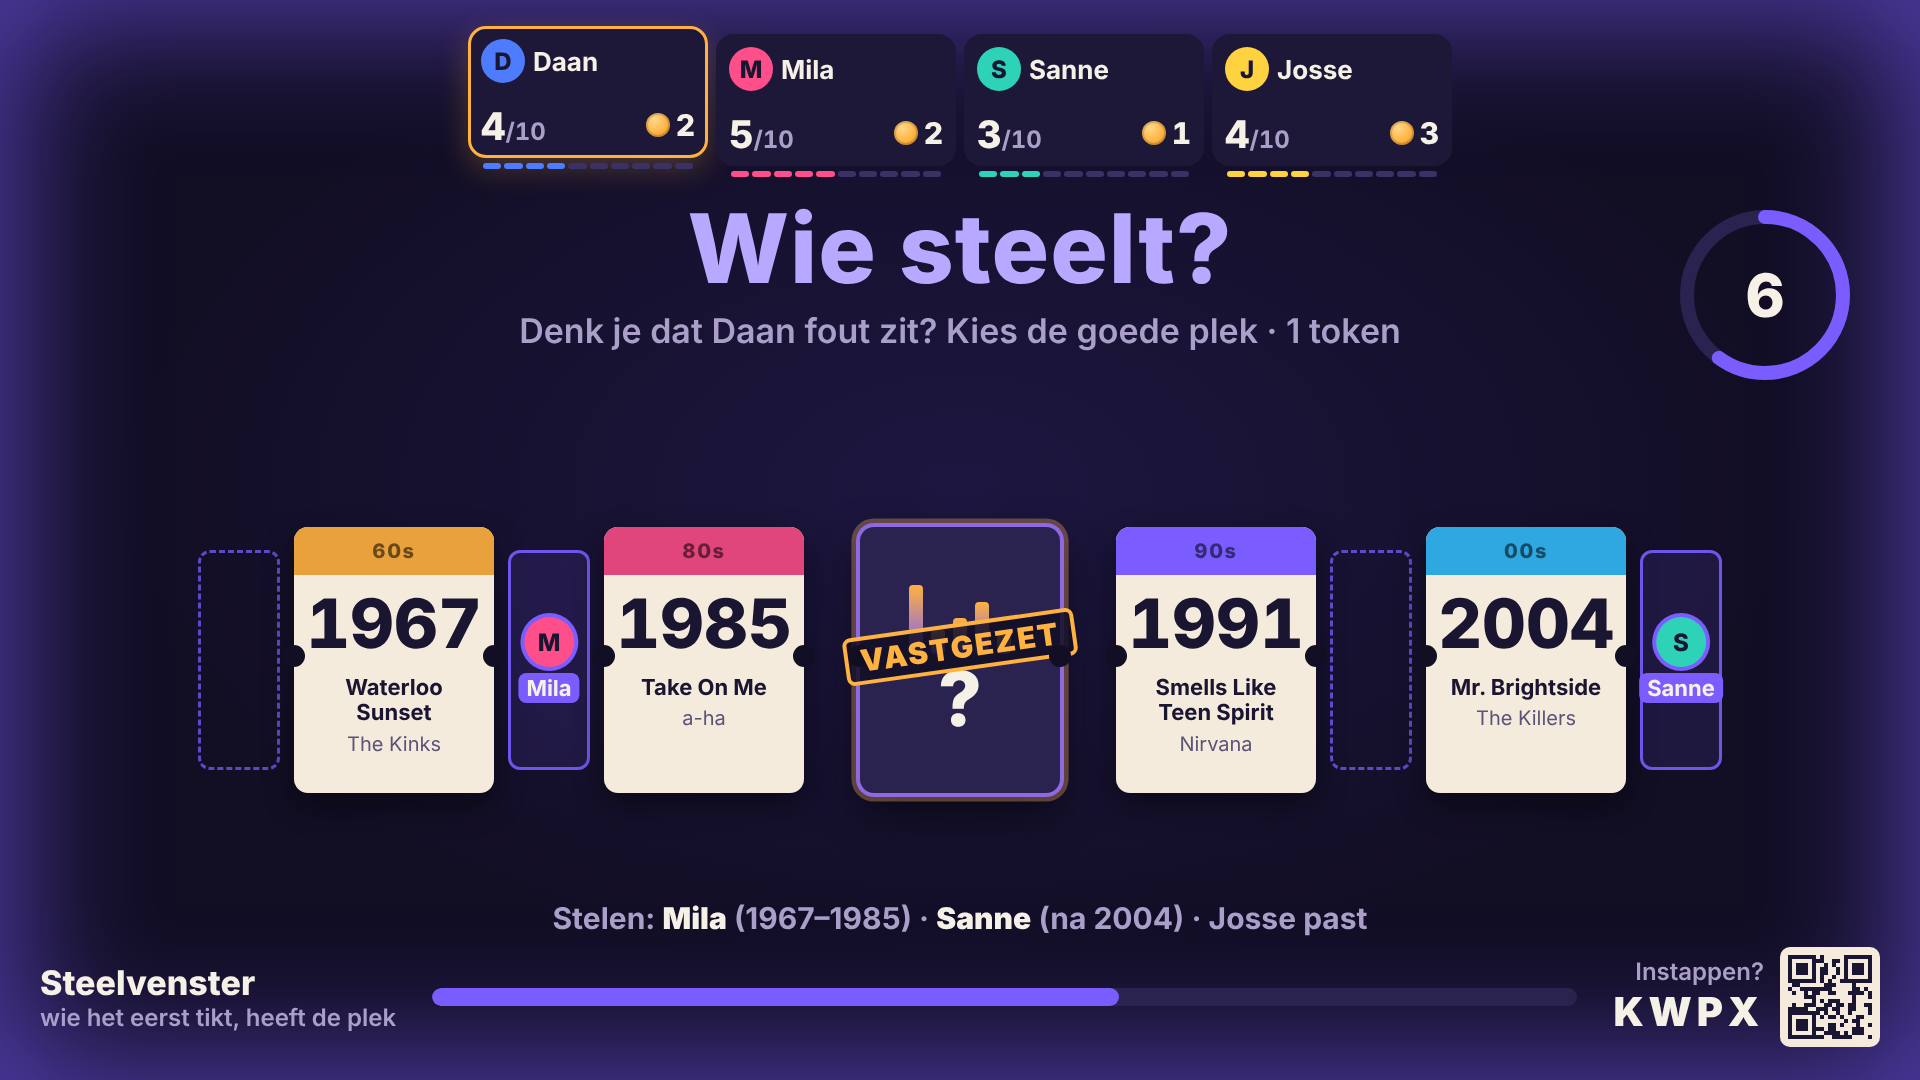 D Daan
4/10 2
M Mila
5/10 2
S Sanne
3/10 1
J Josse
4/10 3
Wie steelt?
Denk je dat Daan fout zit? Kies de goede plek · 1 token
6
60s
1967
Waterloo
Sunset
The Kinks
M
Mila
80s
1985
Take On Me
a-ha
VASTGEZET
?
90s
1991
Smells Like
Teen Spirit
Nirvana
00s
2004
Mr. Brightside
The Killers
S
Sanne
Stelen: Mila (1967–1985) · Sanne (na 2004) · Josse past
Steelvenster
wie het eerst tikt, heeft de plek
Instappen?
KWPX